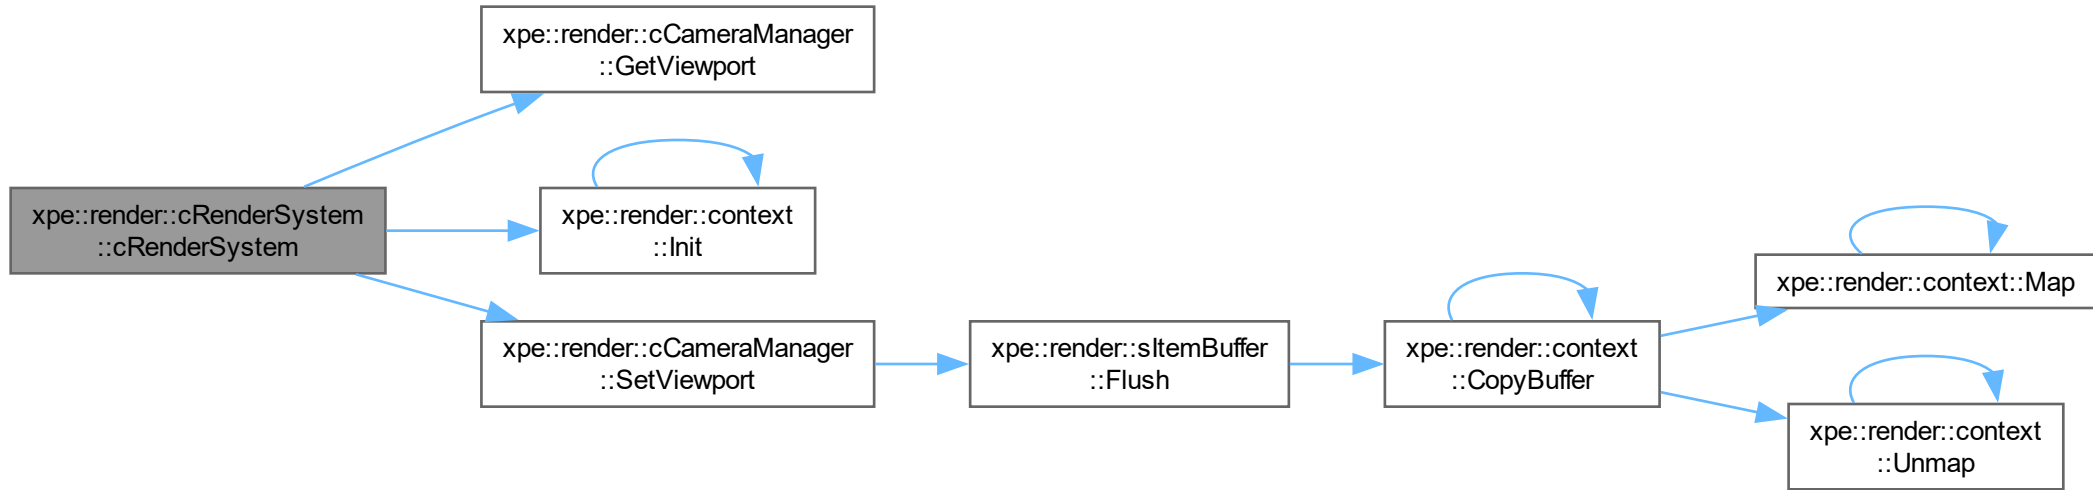 xpe::render::cCameraManager
::GetViewport
xpe::render::cRenderSystem
::cRenderSystem
xpe::render::context
::Init
xpe::render::cCameraManager
::SetViewport
xpe::render::sItemBuffer
::Flush
xpe::render::context
::CopyBuffer
xpe::render::context::Map
xpe::render::context
::Unmap